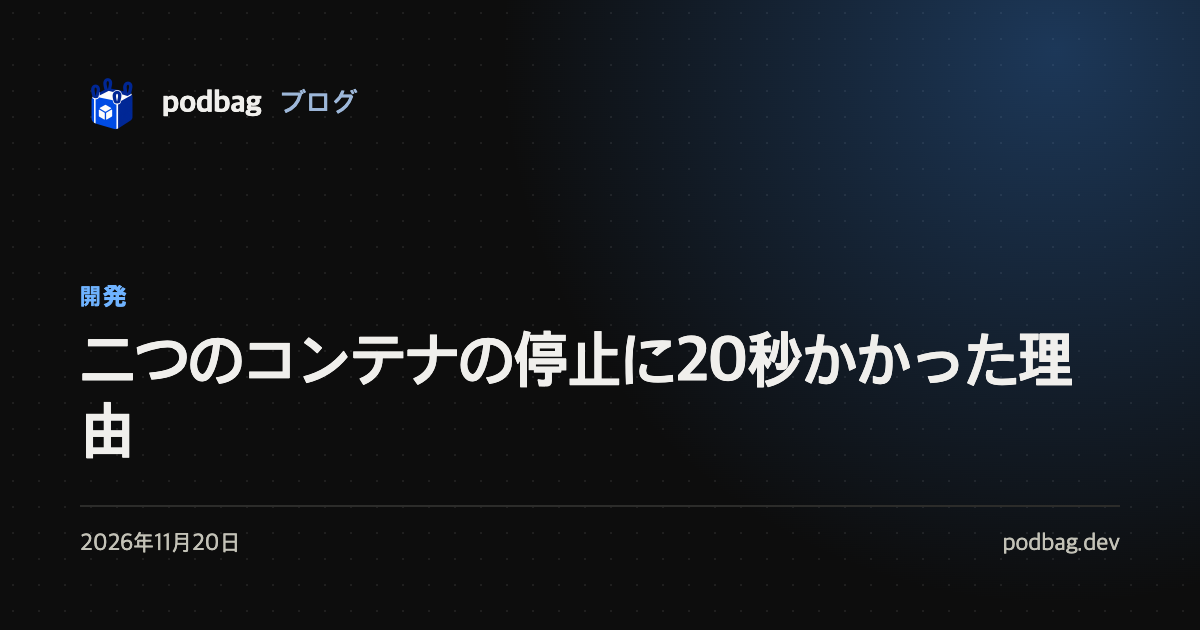 podbag ブログ
開発
二つのコンテナの停止に20秒かかった理
由
2026年11月20日
podbag.dev